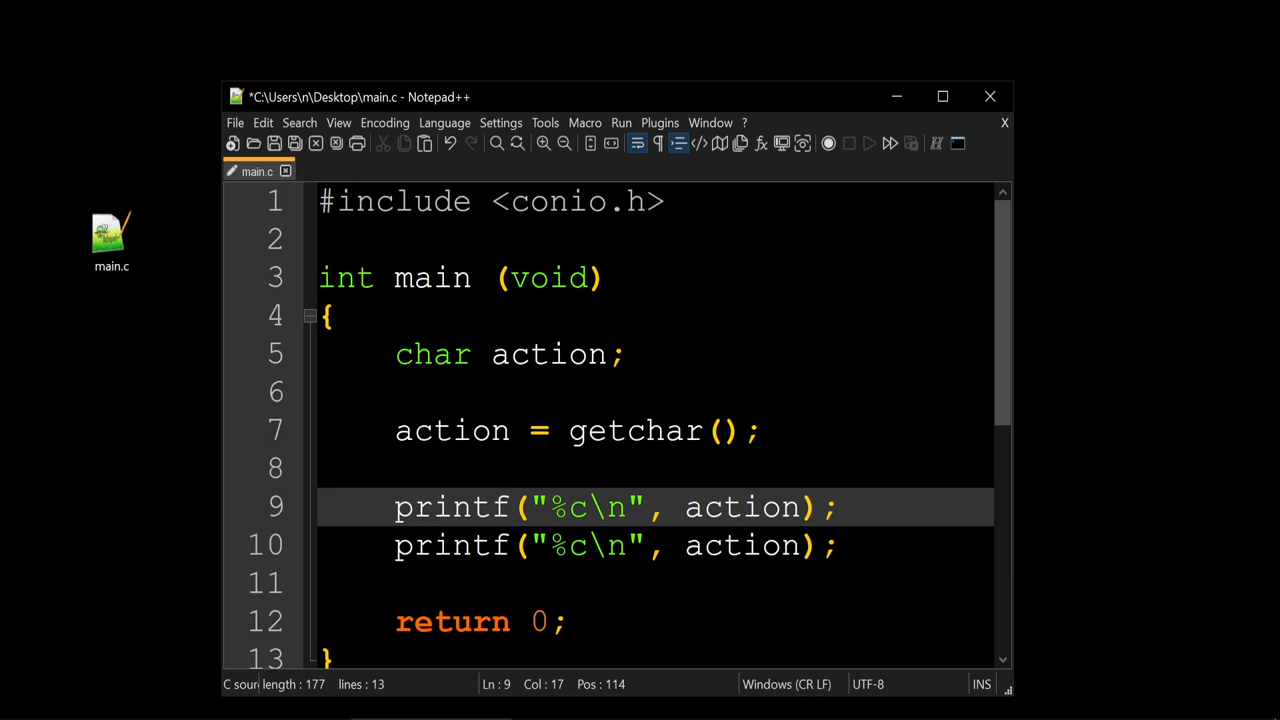 *C:\Users\n\Desktop\main.c - Notepad++
File Edit Search View Encoding Language Settings Tools Macro Run Plugins Window ? X
main.c
1 #include <conio.h>
2
3 int main (void)
4 {
5 char action;
6
7 action = getchar();
8
9 printf("%c\n", action);
10 printf("%c\n", action);
11
12 return 0;
13 }
main.c
C sour length : 177 lines : 13 Ln : 9 Col : 17 Pos : 114 Windows (CR LF) UTF-8 INS